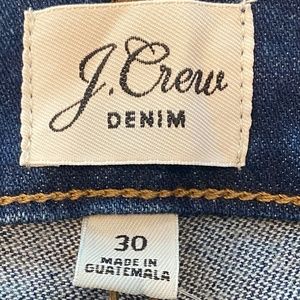 J.Crew
DENIM
30
MADE IN
GUATEMALA